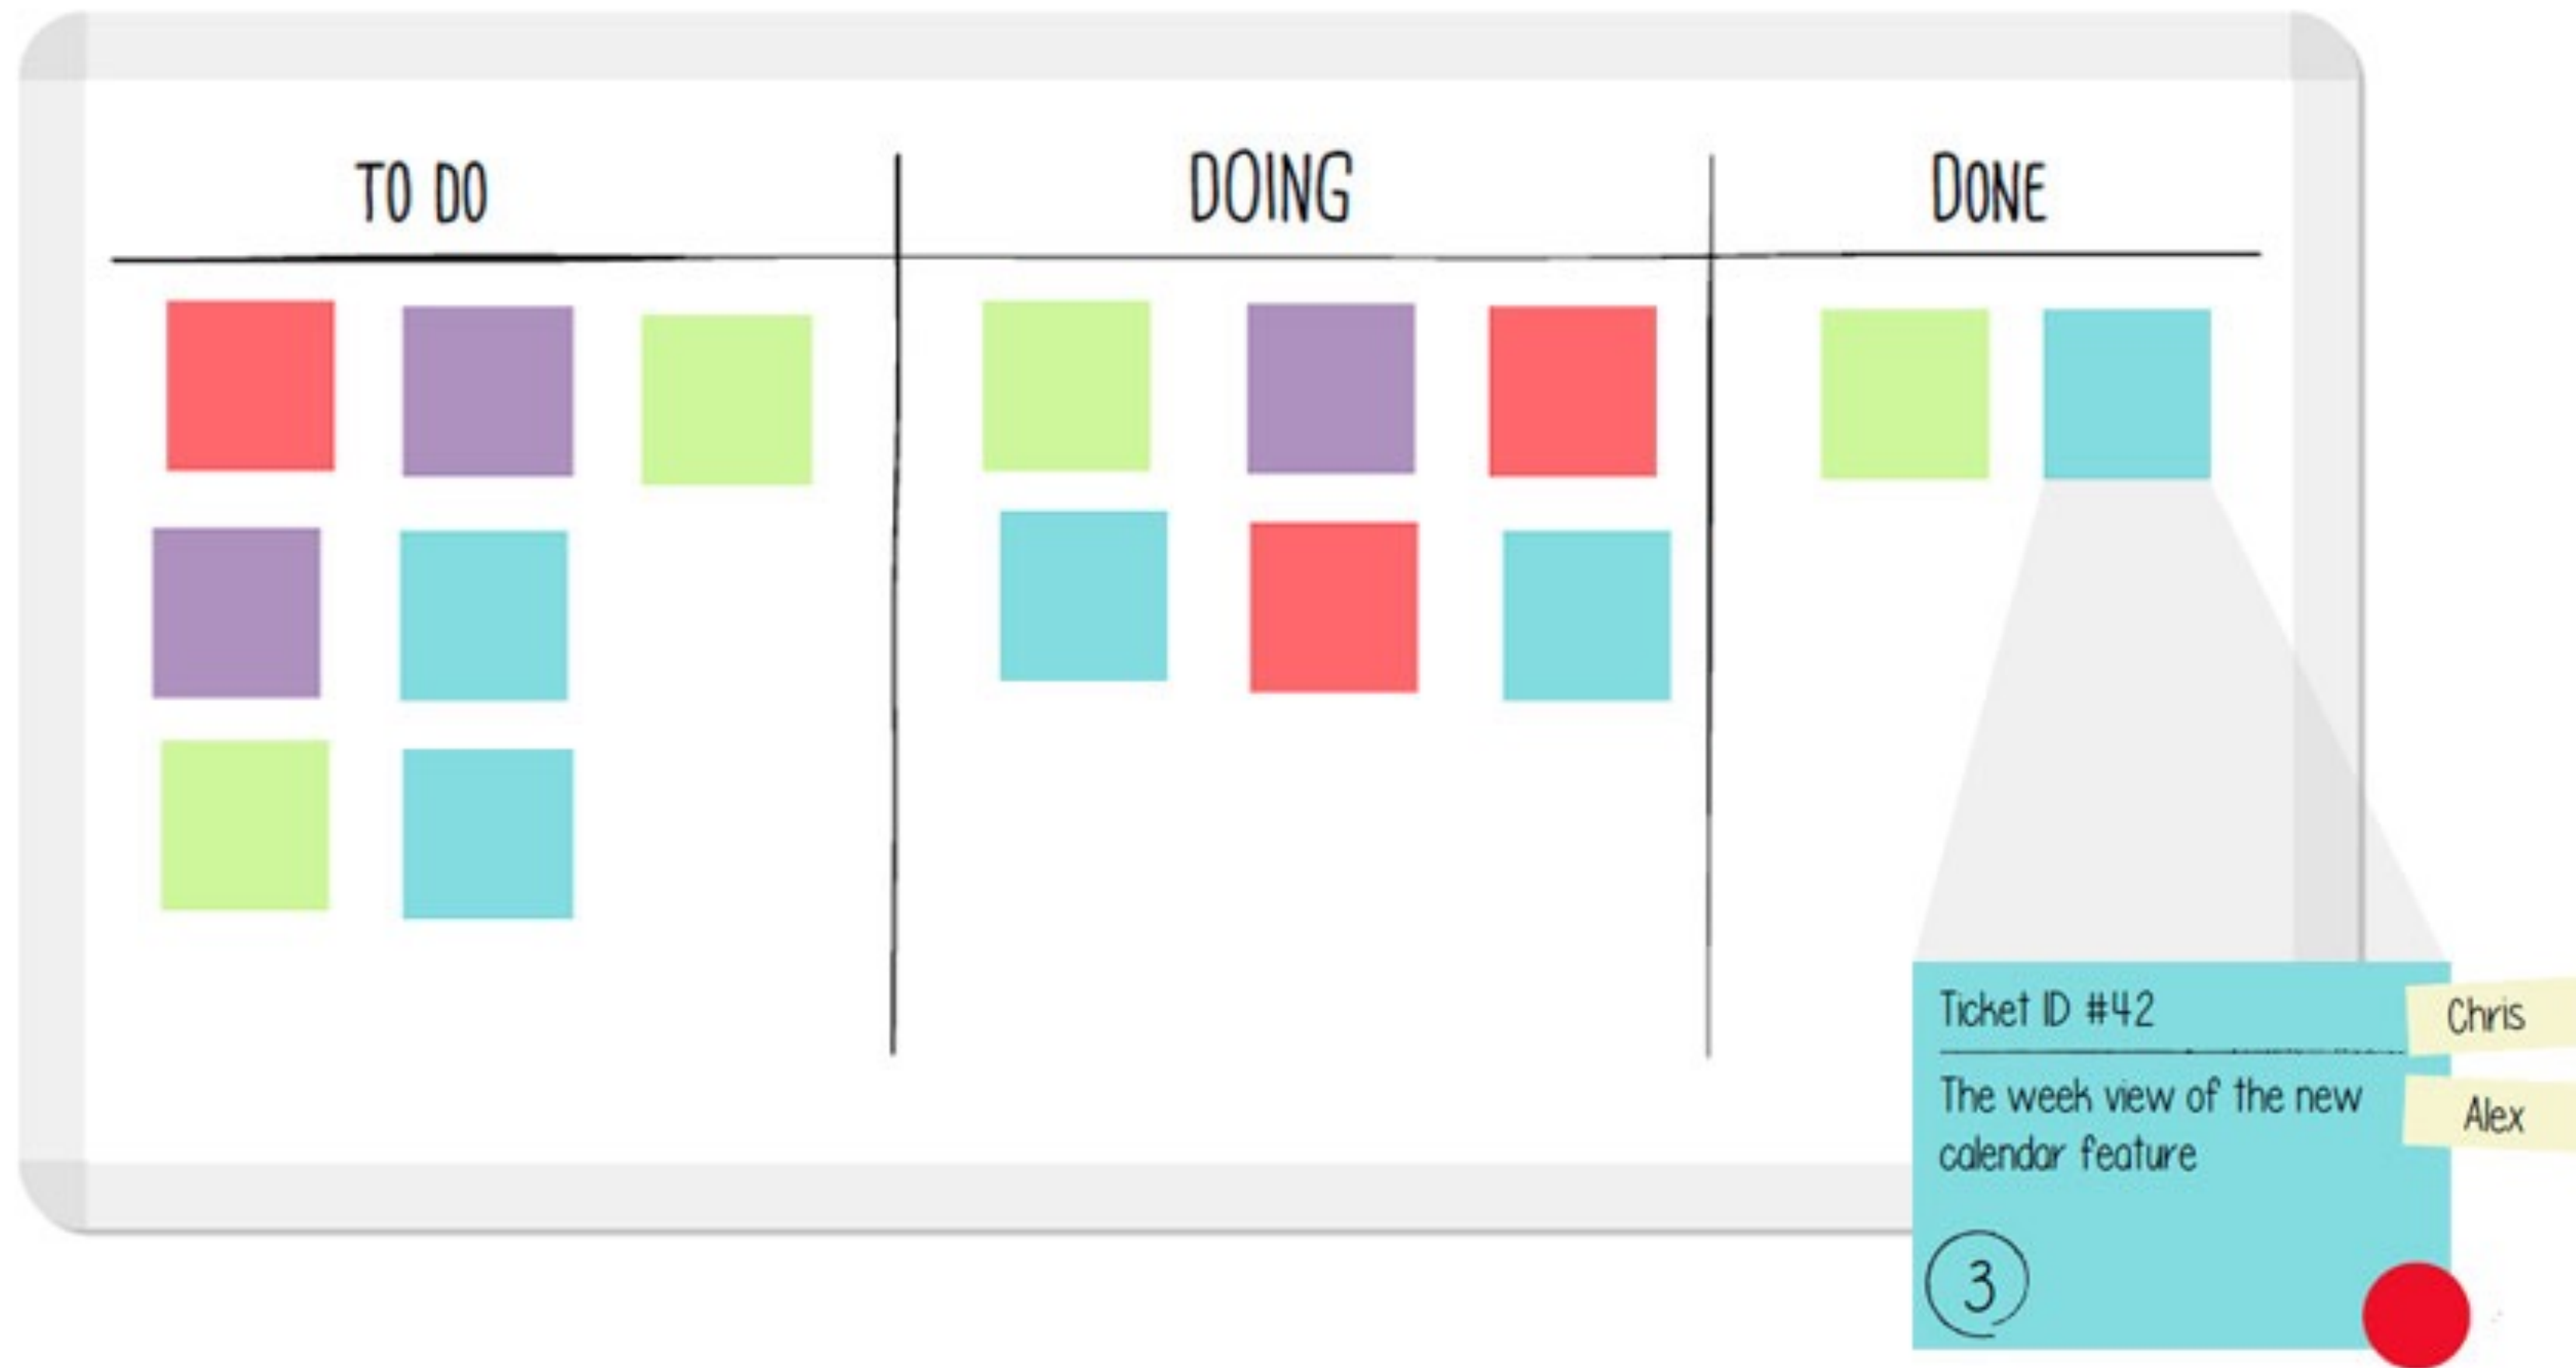 TO DO
DOING
DONE
Ticket ID #42
Chris
The week view of the new
calendar feature
Alex
3